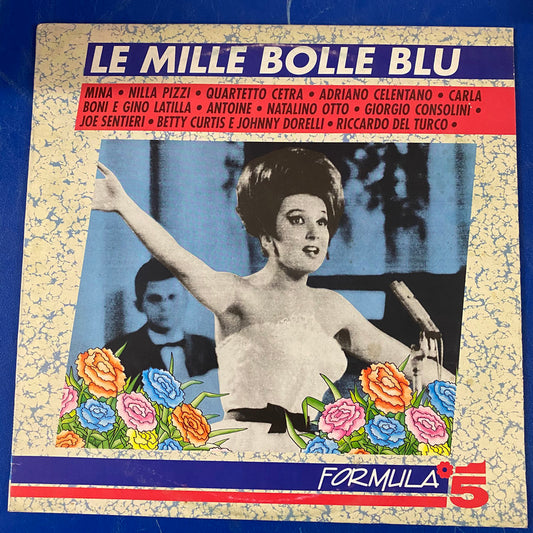 LE MILLE BOLLE BLU
MINA • NILLA PIZZI • QUARTETTO CETRA • ADRIANO CELENTANO • CARLA
BONI E GINO LATILLA • ANTOINE • NATALINO OTTO • GIORGIO CONSOLINI •
JOE SENTIERI • BETTY CURTIS E JOHNNY DORELLI • RICCARDO DEL TURCO •
FORMULA 5